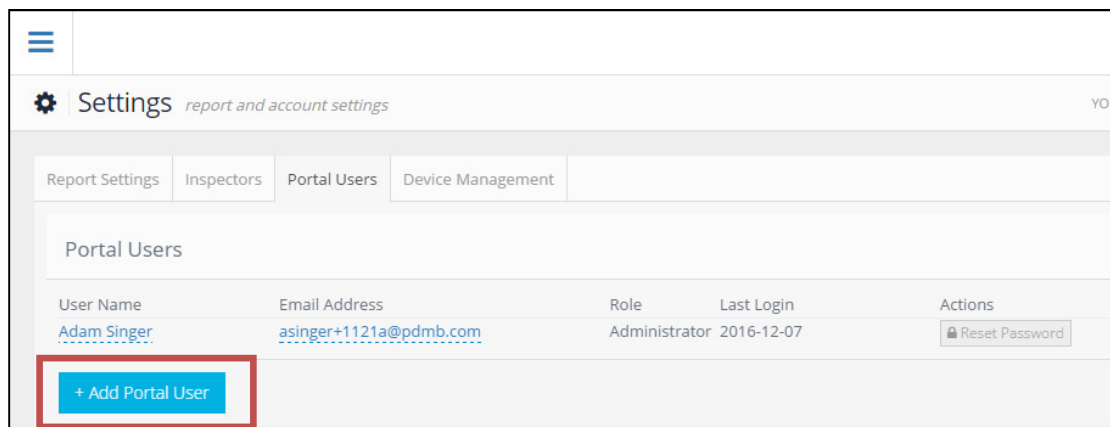 Settings report and account settings YO
Report Settings Inspectors Portal Users Device Management
Portal Users
User Name Email Address Role Last Login Actions
Adam Singer asinger+1121a@pdmb.com Administrator 2016-12-07 Reset Password
+ Add Portal User